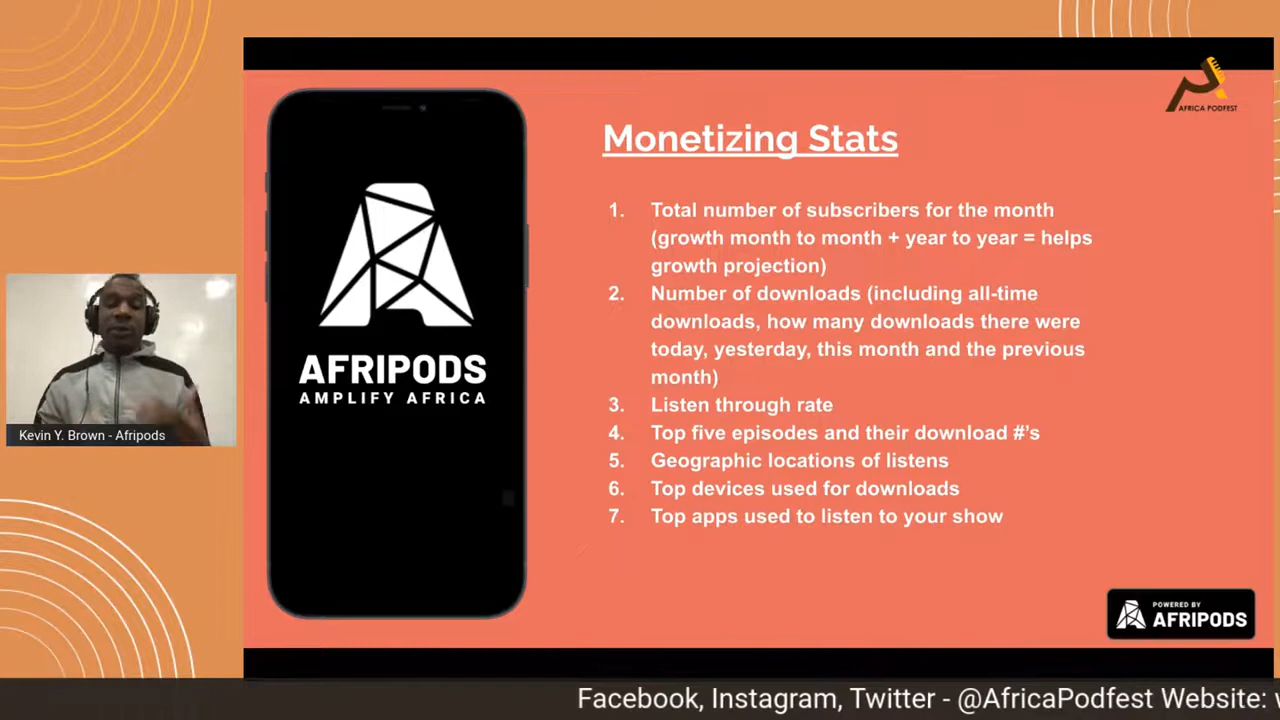 AFRICA PODFEST
Monetizing Stats
1. Total number of subscribers for the month
(growth month to month + year to year = helps
growth projection)
2. Number of downloads (including all-time
downloads, how many downloads there were
today, yesterday, this month and the previous
month)
3. Listen through rate
4. Top five episodes and their download #'s
5. Geographic locations of listens
6. Top devices used for downloads
7. Top apps used to listen to your show
AFRIPODS
AMPLIFY AFRICA
Kevin Y. Brown - Afripods
POWERED BY
AFRIPODS
Facebook, Instagram, Twitter - @AfricaPodfest Website: